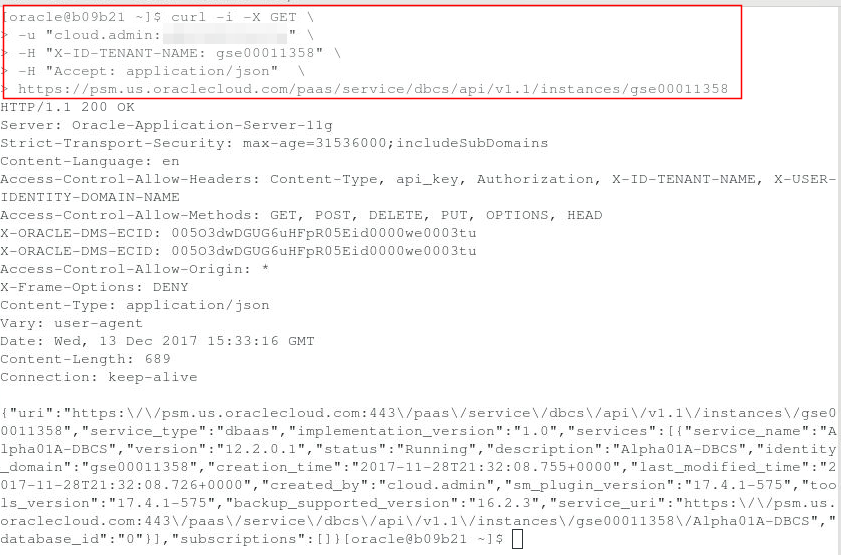 [oracle@b09b21 ~]$ curl -i -X GET \
> -u "cloud.admin: " \
> -H "X-ID-TENANT-NAME: gse00011358" \
> -H "Accept: application/json"  \
> https://psm.us.oraclecloud.com/paas/service/dbcs/api/v1.1/instances/gse00011358
HTTP/1.1 200 OK
Server: Oracle-Application-Server-11g
Strict-Transport-Security: max-age=31536000;includeSubDomains
Content-Language: en
Access-Control-Allow-Headers: Content-Type, api_key, Authorization, X-ID-TENANT-NAME, X-USER-
IDENTITY-DOMAIN-NAME
Access-Control-Allow-Methods: GET, POST, DELETE, PUT, OPTIONS, HEAD
X-ORACLE-DMS-ECID: 005O3dwDGUG6uHFpR05Eid0000we0003tu
X-ORACLE-DMS-ECID: 005O3dwDGUG6uHFpR05Eid0000we0003tu
Access-Control-Allow-Origin: *
X-Frame-Options: DENY
Content-Type: application/json
Vary: user-agent
Date: Wed, 13 Dec 2017 15:33:16 GMT
Content-Length: 689
Connection: keep-alive
{"uri":"https:\/\/psm.us.oraclecloud.com:443\/paas\/service\/dbcs\/api\/v1.1\/instances\/gse0
0011358","service_type":"dbaas","implementation_version":"1.0","services":[{"service_name":"A
lpha01A-DBCS","version":"12.2.0.1","status":"Running","description":"Alpha01A-DBCS","identity
_domain":"gse00011358","creation_time":"2017-11-28T21:32:08.755+0000","last_modified_time":"2
017-11-28T21:32:08.726+0000","created_by":"cloud.admin","sm_plugin_version":"17.4.1-575","too
ls_version":"17.4.1-575","backup_supported_version":"16.2.3","service_uri":"https:\/\/psm.us.
oraclecloud.com:443\/paas\/service\/dbcs\/api\/v1.1\/instances\/gse00011358\/Alpha01A-DBCS","
database_id":"0"}],"subscriptions":[]}[oracle@b09b21 ~]$